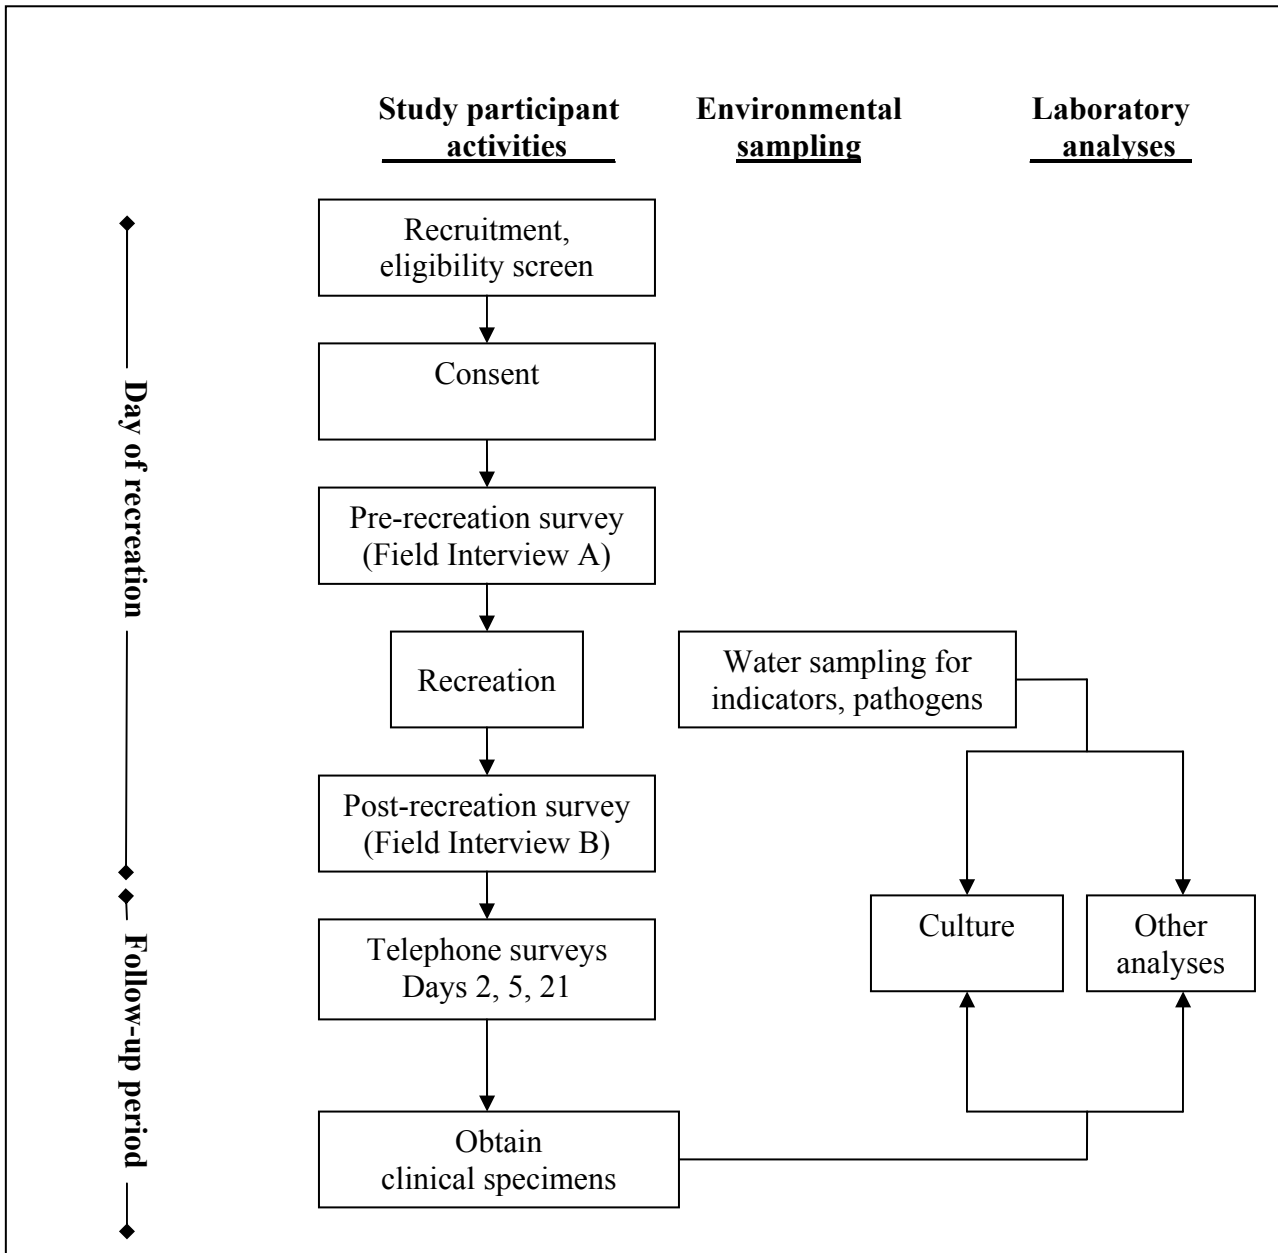 Study participant
activities
Environmental
sampling
Laboratory
analyses
Day of recreation
Follow-up period
Recruitment,
eligibility screen
Consent
Pre-recreation survey
(Field Interview A)
Recreation
Water sampling for
indicators, pathogens
Post-recreation survey
(Field Interview B)
Telephone surveys
Days 2, 5, 21
Culture
Other
analyses
Obtain
clinical specimens